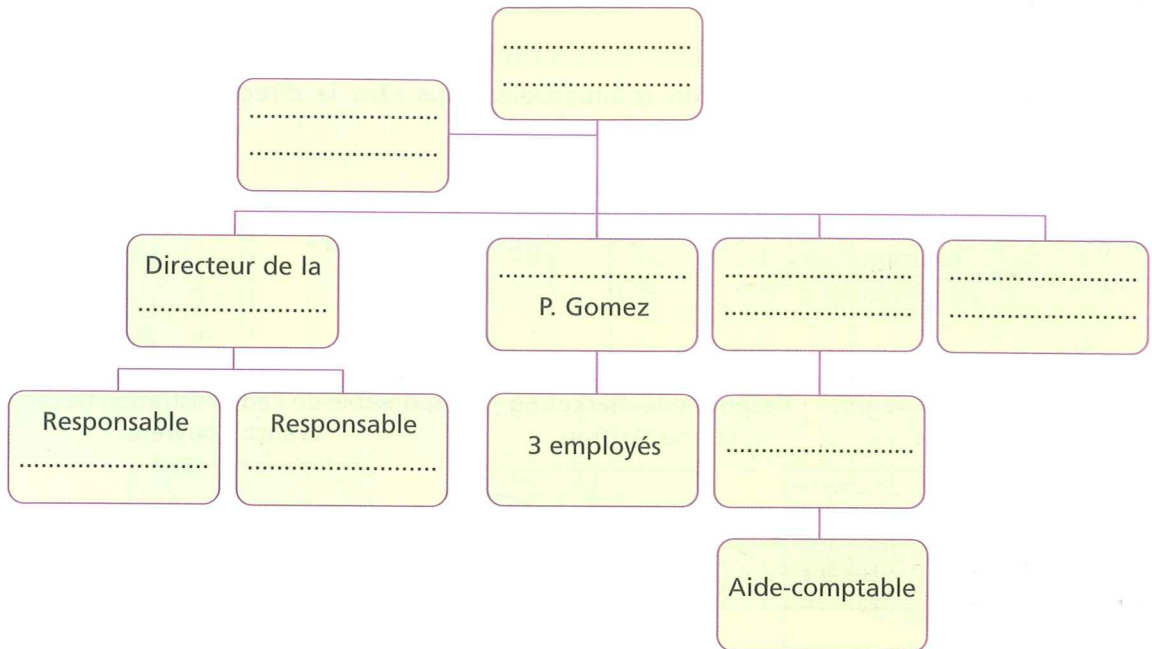 Directeur de la
P. Gomez
Responsable
Responsable
3 employés
Aide-comptable